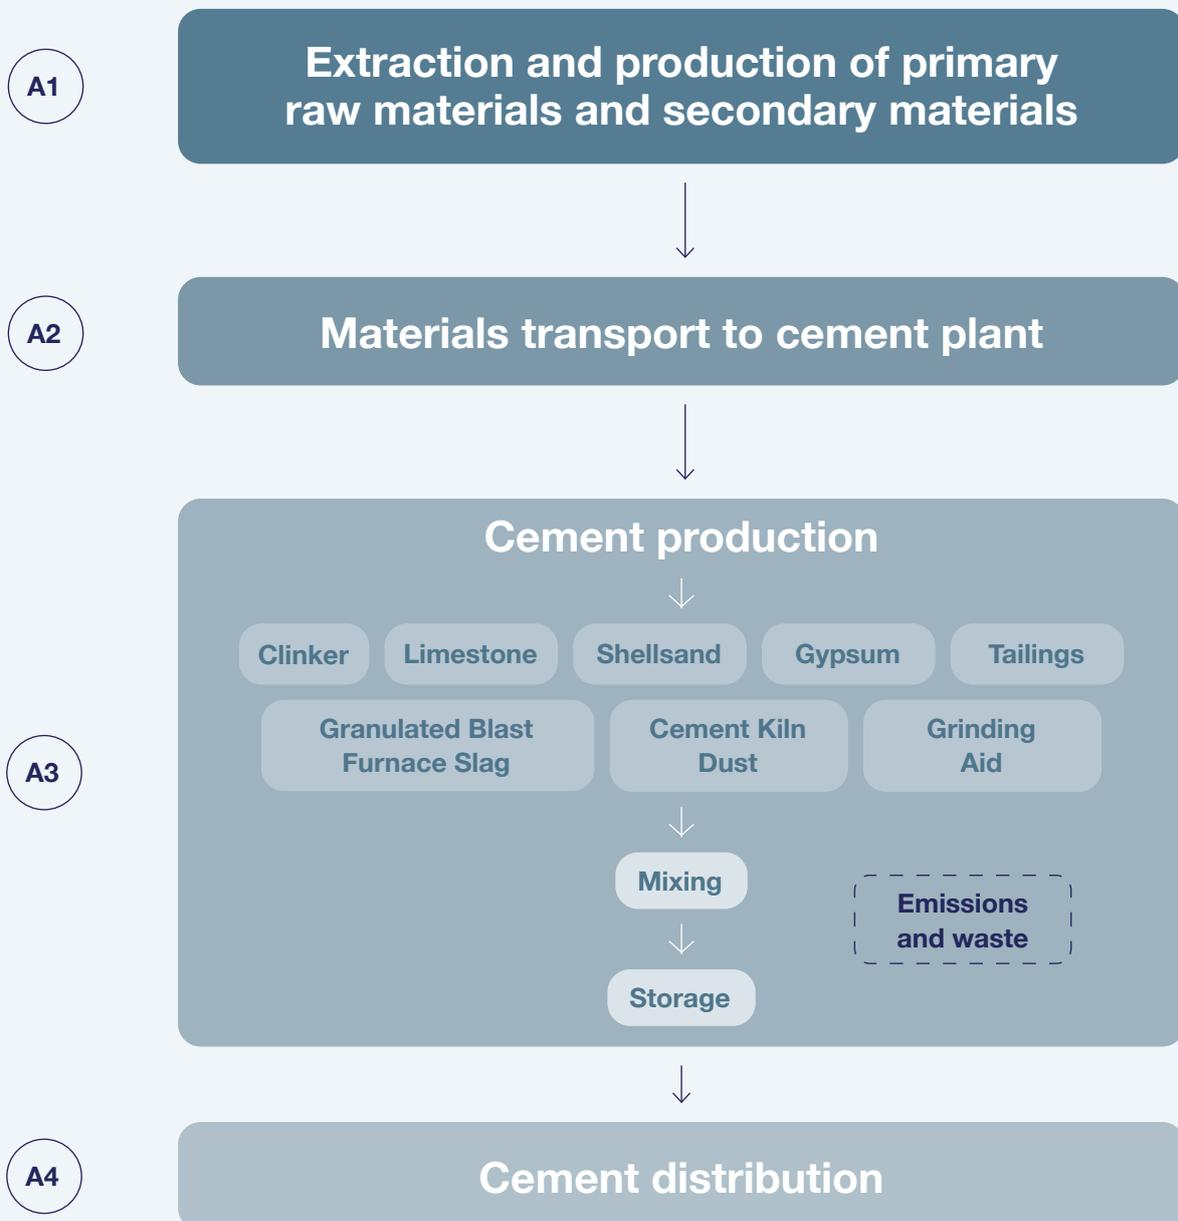 A1
Extraction and production of primary
raw materials and secondary materials
A2
Materials transport to cement plant
A3
Cement production
Clinker
Limestone
Shellsand
Gypsum
Tailings
Granulated Blast
Furnace Slag
Cement Kiln
Dust
Grinding
Aid
Mixing
Emissions
and waste
Storage
A4
Cement distribution